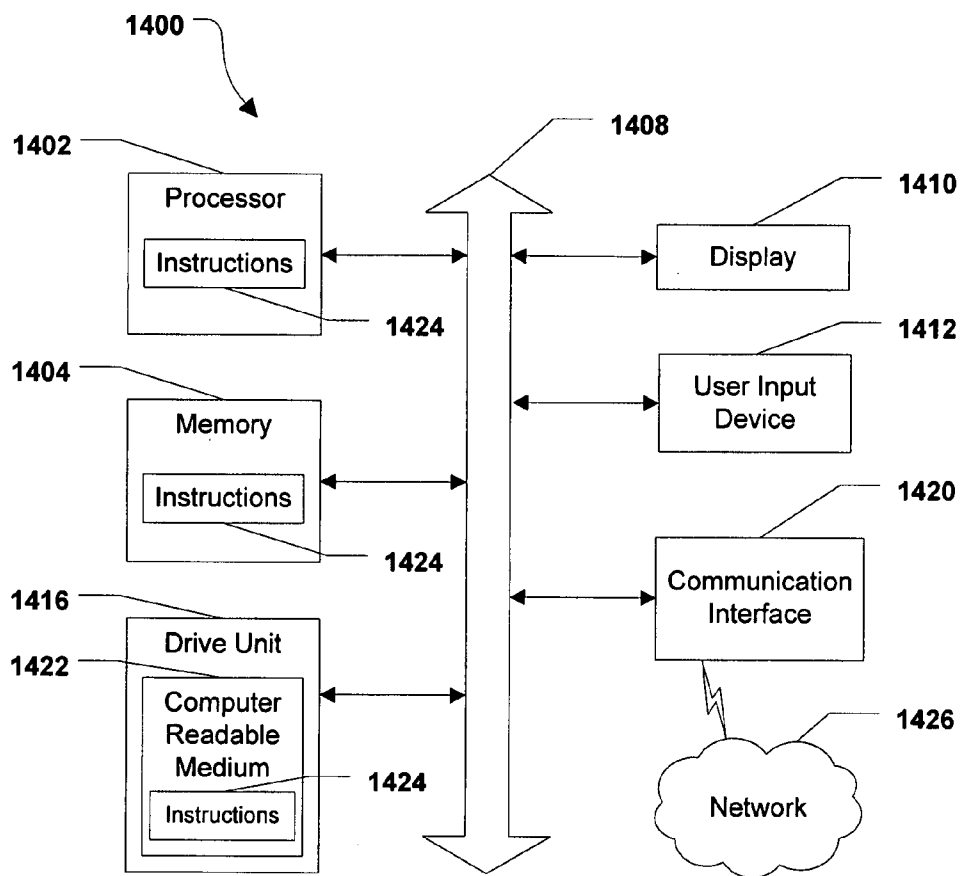 1400
1402
Processor
Instructions
1424
1404
Memory
Instructions
1424
1416
Drive Unit
1422
Computer
Readable
Medium
1424
Instructions
1408
1410
Display
1412
User Input
Device
1420
Communication
Interface
1426
Network